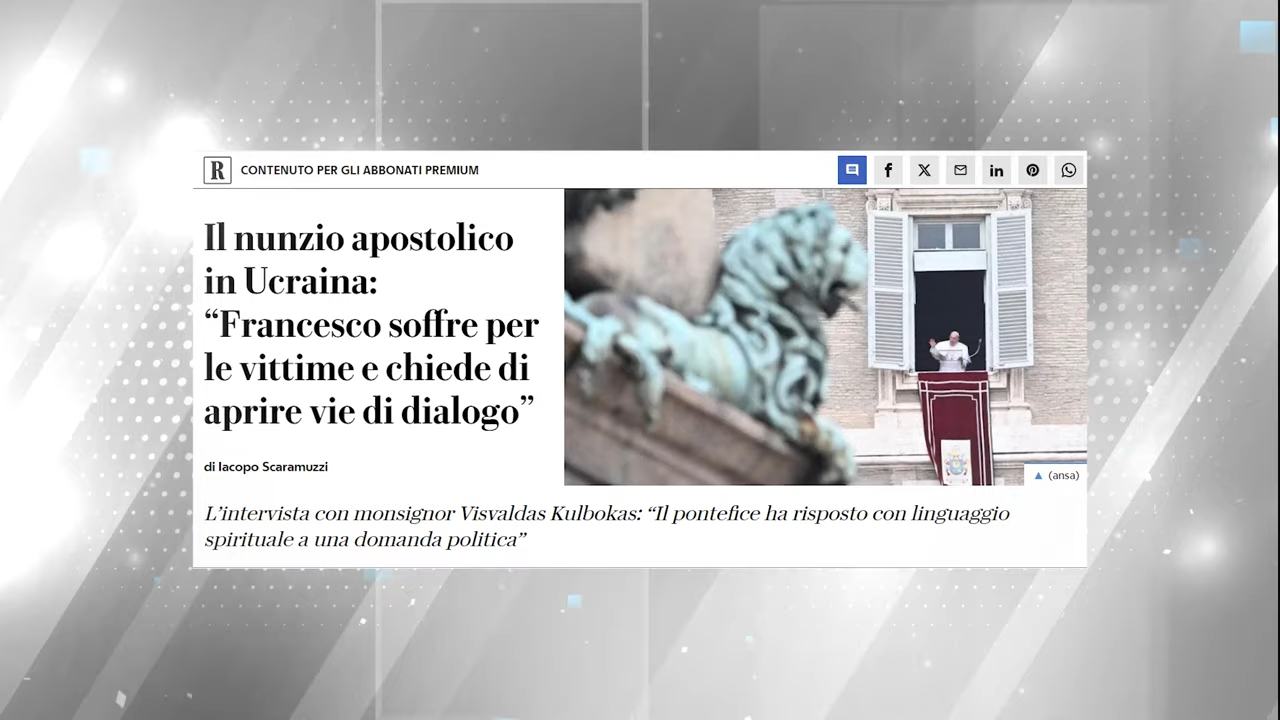 R CONTENUTO PER GLI ABBONATI PREMIUM
Il nunzio apostolico
in Ucraina:
“Francesco soffre per
le vittime e chiede di
aprire vie di dialogo”
di Iacopo Scaramuzzi
(ansa)
L’intervista con monsignor Visvaldas Kulbokas: “Il pontefice ha risposto con linguaggio
spirituale a una domanda politica”